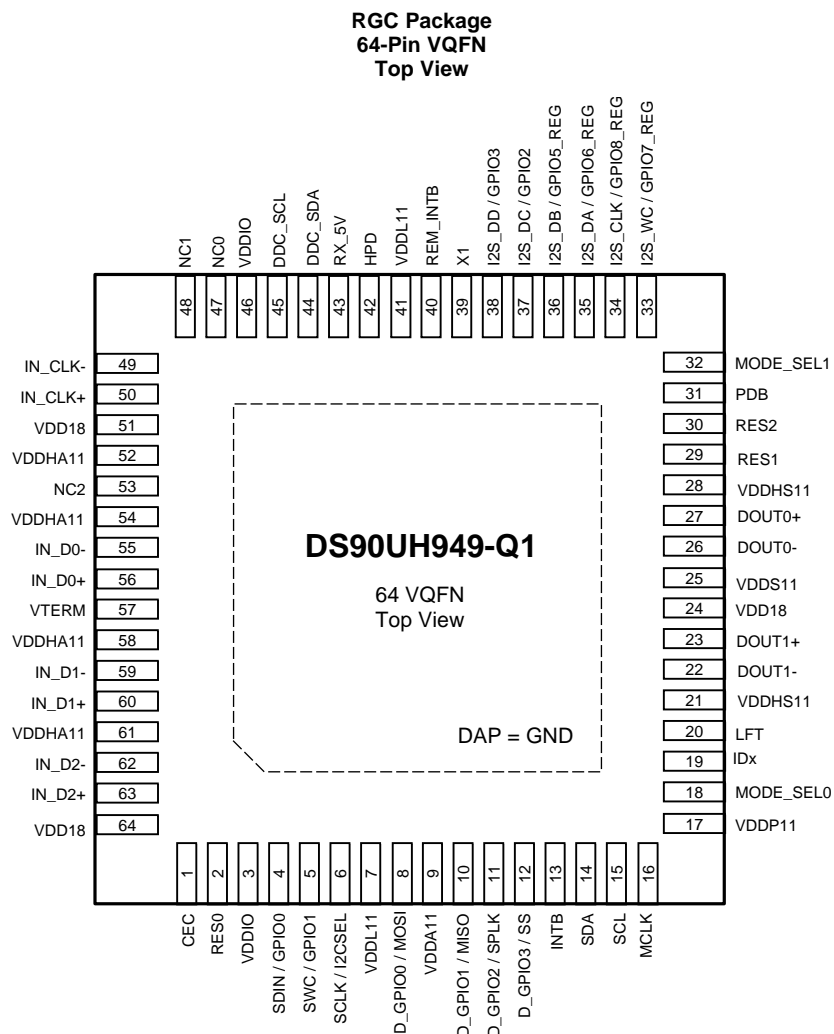 RGC Package
64-Pin VQFN
Top View
NC1
NC0
VDDIO
DDC_SCL
DDC_SDA
RX_5V
HPD
VDDL11
REM_INTB
X1
I2S_DD / GPIO3
I2S_DC / GPIO2
I2S_DB / GPIO5_REG
I2S_DA / GPIO6_REG
I2S_CLK / GPIO8_REG
I2S_WC / GPIO7_REG
48
47
46
45
44
43
42
41
40
39
38
37
36
35
34
33
IN_CLK- 49
IN_CLK+ 50
VDD18 51
VDDHA11 52
NC2 53
VDDHA11 54
IN_D0- 55
IN_D0+ 56
VTERM 57
VDDHA11 58
IN_D1- 59
IN_D1+ 60
VDDHA11 61
IN_D2- 62
IN_D2+ 63
VDD18 64
DS90UH949-Q1
64 VQFN
Top View
DAP = GND
32 MODE_SEL1
31 PDB
30 RES2
29 RES1
28 VDDHS11
27 DOUT0+
26 DOUT0-
25 VDDS11
24 VDD18
23 DOUT1+
22 DOUT1-
21 VDDHS11
20 LFT
19 IDx
18 MODE_SEL0
17 VDDP11
1
2
3
4
5
6
7
8
9
10
11
12
13
14
15
16
CEC
RES0
VDDIO
SDIN / GPIO0
SWC / GPIO1
SCLK / I2CSEL
VDDL11
D_GPIO0 / MOSI
VDDA11
D_GPIO1 / MISO
D_GPIO2 / SPLK
D_GPIO3 / SS
INTB
SDA
SCL
MCLK